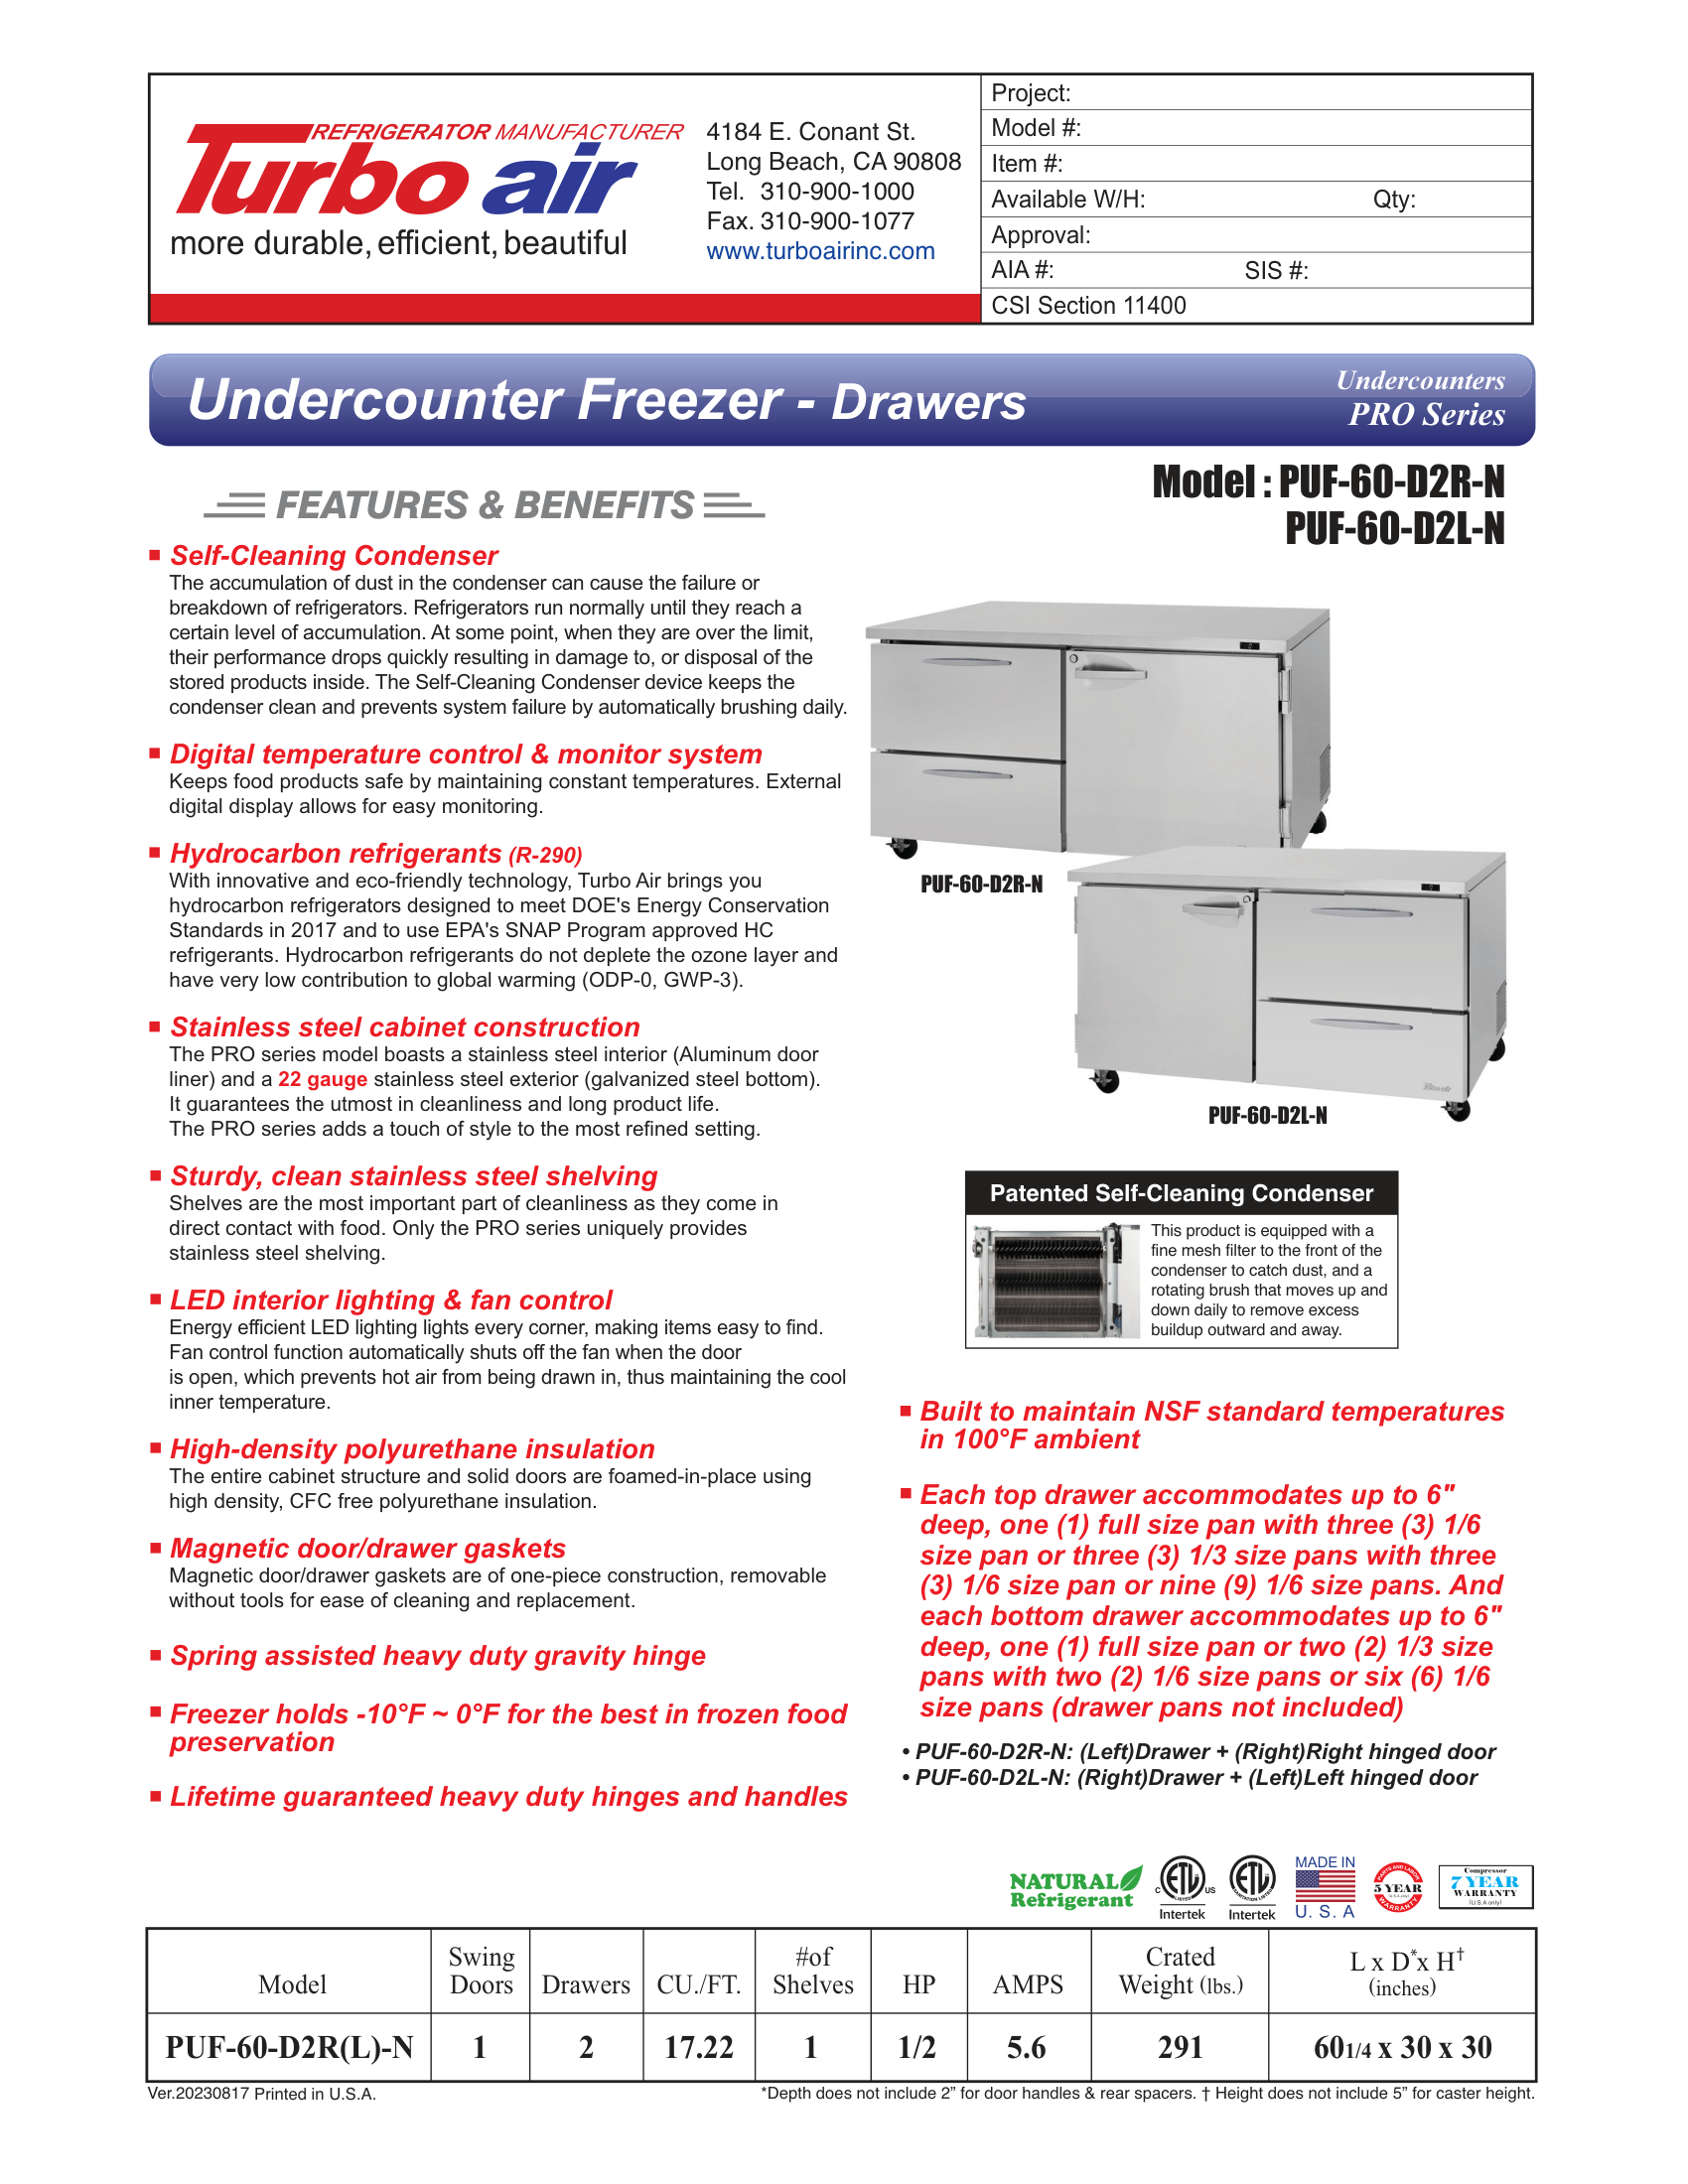 REFRIGERATOR MANUFACTURER
Turbo air
more durable, efficient, beautiful
4184 E. Conant St.
Long Beach, CA 90808
Tel. 310-900-1000
Fax. 310-900-1077
www.turboairinc.com
Project:
Model #:
Item #:
Available W/H: Qty:
Approval:
AIA #: SIS #:
CSI Section 11400
Undercounter Freezer - Drawers
Undercounters
PRO Series
Model : PUF-60-D2R-N
PUF-60-D2L-N
FEATURES & BENEFITS
Self-Cleaning Condenser
The accumulation of dust in the condenser can cause the failure or
breakdown of refrigerators. Refrigerators run normally until they reach a
certain level of accumulation. At some point, when they are over the limit,
their performance drops quickly resulting in damage to, or disposal of the
stored products inside. The Self-Cleaning Condenser device keeps the
condenser clean and prevents system failure by automatically brushing daily.
Digital temperature control & monitor system
Keeps food products safe by maintaining constant temperatures. External
digital display allows for easy monitoring.
Hydrocarbon refrigerants (R-290)
With innovative and eco-friendly technology, Turbo Air brings you
hydrocarbon refrigerators designed to meet DOE's Energy Conservation
Standards in 2017 and to use EPA's SNAP Program approved HC
refrigerants. Hydrocarbon refrigerants do not deplete the ozone layer and
have very low contribution to global warming (ODP-0, GWP-3).
Stainless steel cabinet construction
The PRO series model boasts a stainless steel interior (Aluminum door
liner) and a 22 gauge stainless steel exterior (galvanized steel bottom).
It guarantees the utmost in cleanliness and long product life.
The PRO series adds a touch of style to the most refined setting.
Sturdy, clean stainless steel shelving
Shelves are the most important part of cleanliness as they come in
direct contact with food. Only the PRO series uniquely provides
stainless steel shelving.
LED interior lighting & fan control
Energy efficient LED lighting lights every corner, making items easy to find.
Fan control function automatically shuts off the fan when the door
is open, which prevents hot air from being drawn in, thus maintaining the cool
inner temperature.
High-density polyurethane insulation
The entire cabinet structure and solid doors are foamed-in-place using
high density, CFC free polyurethane insulation.
Magnetic door/drawer gaskets
Magnetic door/drawer gaskets are of one-piece construction, removable
without tools for ease of cleaning and replacement.
Spring assisted heavy duty gravity hinge
Freezer holds -10°F ~ 0°F for the best in frozen food
preservation
Lifetime guaranteed heavy duty hinges and handles
PUF-60-D2R-N
Turbo air
PUF-60-D2L-N
Patented Self-Cleaning Condenser
This product is equipped with a
fine mesh filter to the front of the
condenser to catch dust, and a
rotating brush that moves up and
down daily to remove excess
buildup outward and away.
Built to maintain NSF standard temperatures
in 100°F ambient
Each top drawer accommodates up to 6"
deep, one (1) full size pan with three (3) 1/6
size pan or three (3) 1/3 size pans with three
(3) 1/6 size pan or nine (9) 1/6 size pans. And
each bottom drawer accommodates up to 6"
deep, one (1) full size pan or two (2) 1/3 size
pans with two (2) 1/6 size pans or six (6) 1/6
size pans (drawer pans not included)
• PUF-60-D2R-N: (Left)Drawer + (Right)Right hinged door
• PUF-60-D2L-N: (Right)Drawer + (Left)Left hinged door
NATURAL
Refrigerant
C ETL US
LISTED
Intertek
ETL
SANITATION LISTED
Intertek
MADE IN
U. S. A
PARTS AND LABOR
5 YEAR
(U.S.A only)
WARRANTY
Compressor
7 YEAR
WARRANTY
(U.S.A only)
Model Swing Doors Drawers CU./FT. #of Shelves HP AMPS Crated Weight (lbs.) L x D* x H† (inches)
PUF-60-D2R(L)-N 1 2 17.22 1 1/2 5.6 291 60 1/4 x 30 x 30
Ver.20230817 Printed in U.S.A.
*Depth does not include 2” for door handles & rear spacers. † Height does not include 5” for caster height.